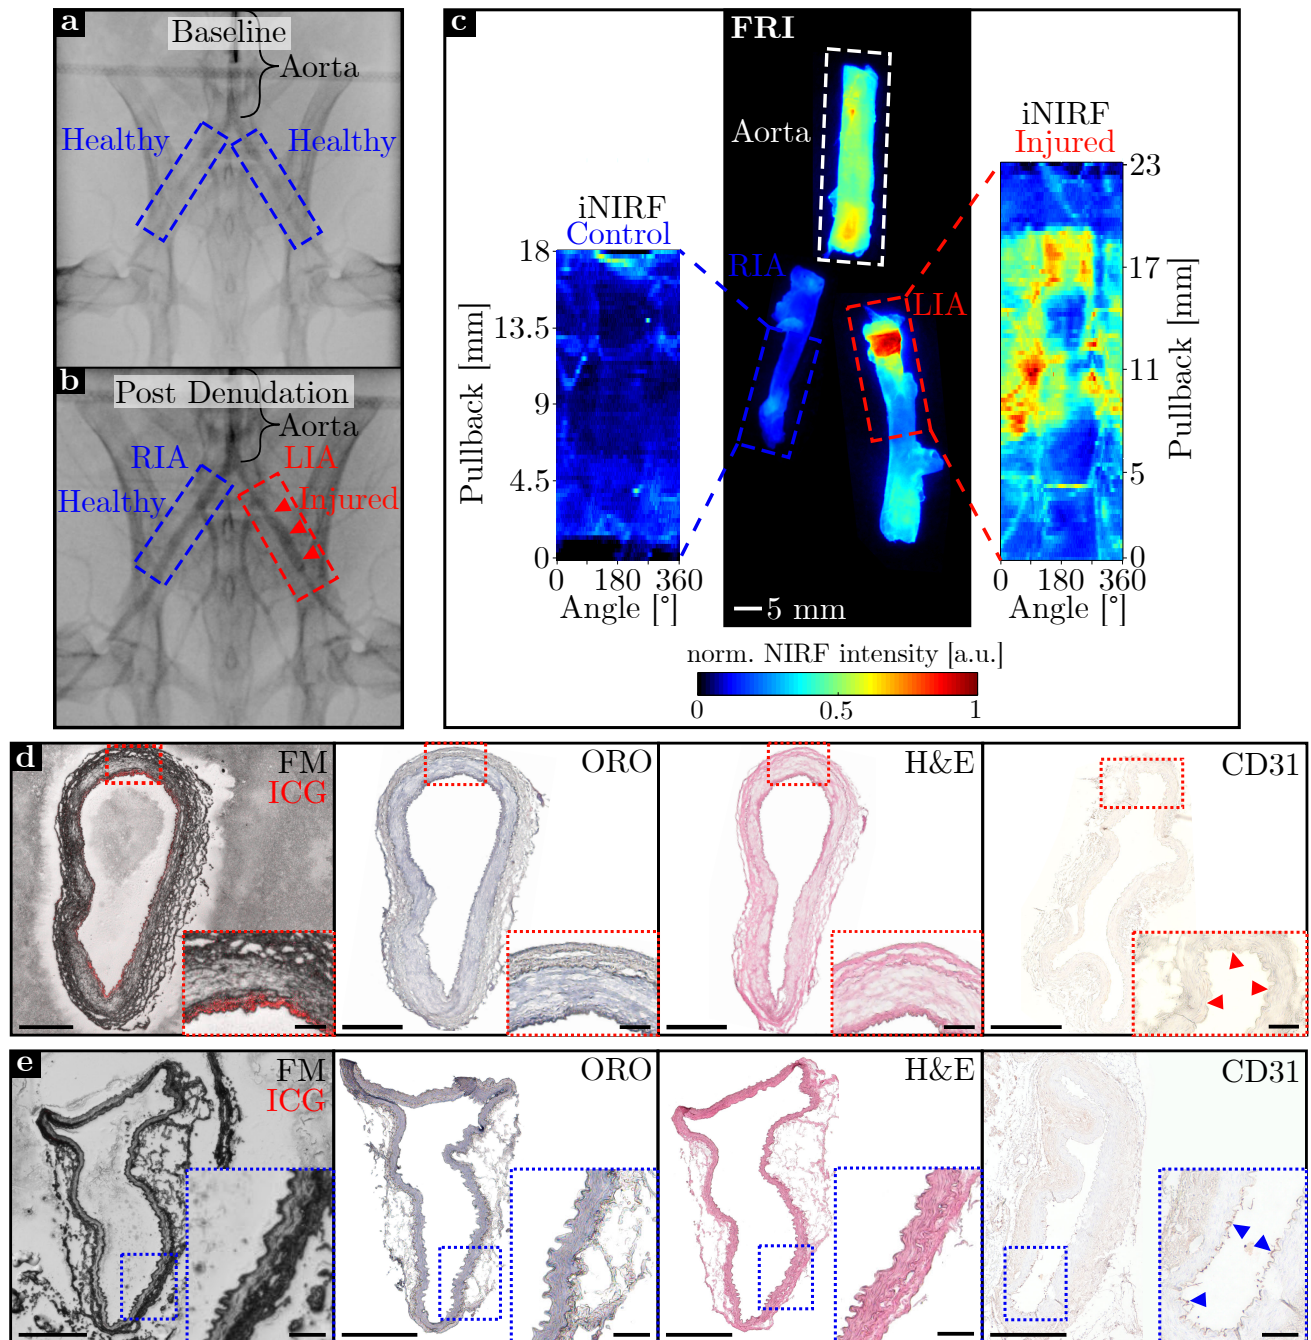 a
Baseline
Aorta
Healthy
Healthy
b
Post Denudation
Aorta
RIA
LIA
Healthy
Injured
c
FRI
Aorta
RIA
LIA
5 mm
iNIRF
Control
18
13.5
9
4.5
0
Pullback [mm]
0
180
360
Angle [°]
iNIRF
Injured
23
17
11
5
0
Pullback [mm]
0
180
360
Angle [°]
norm. NIRF intensity [a.u.]
0
0.5
1
d
FM
ICG
ORO
H&E
CD31
e
FM
ICG
ORO
H&E
CD31